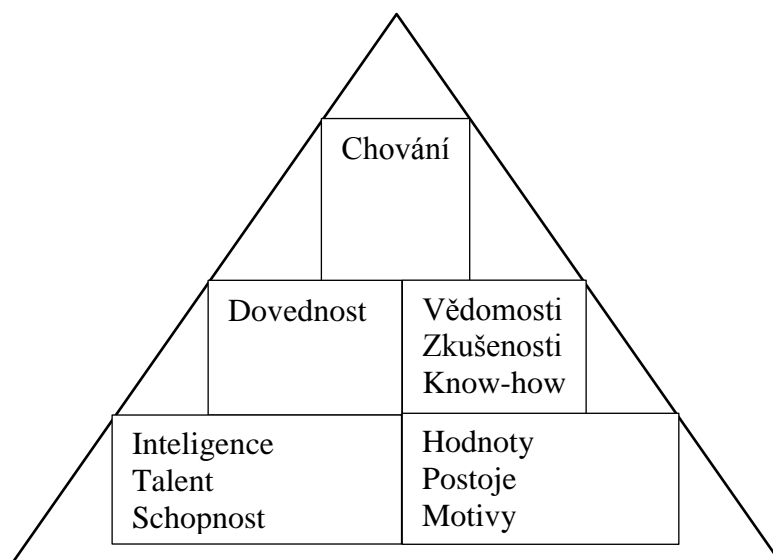 Chování
Dovednost
Vědomosti
Zkušenosti
Know-how
Inteligence
Talent
Schopnost
Hodnoty
Postoje
Motivy